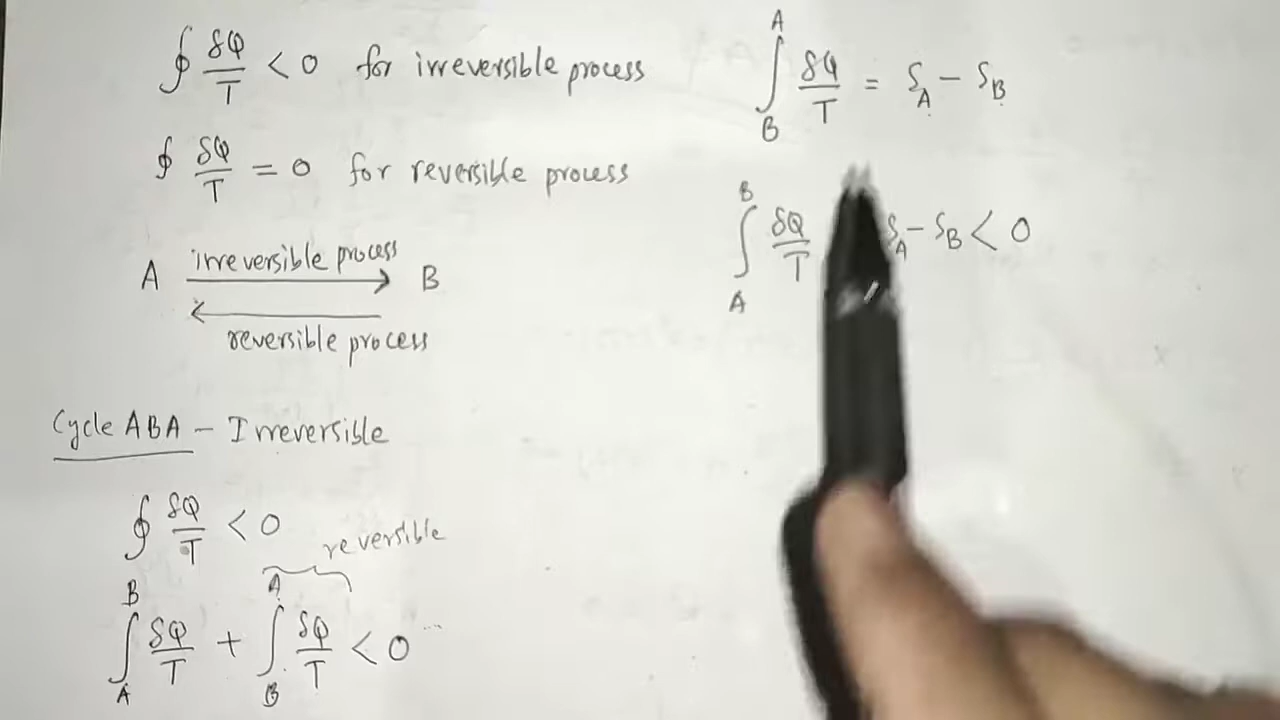 ∮ δQ/T < 0 for irreversible process
∮ δQ/T = 0 for reversible process
irreversible process
A ⟶ B
⟵
reversible process
Cycle ABA – Irreversible
∮ δQ/T < 0
reversible
∫_A^B δQ/T + ∫_B^A δQ/T < 0
∫_B^A δQ/T = S_A – S_B
∫_A^B δQ/T S_A – S_B < 0